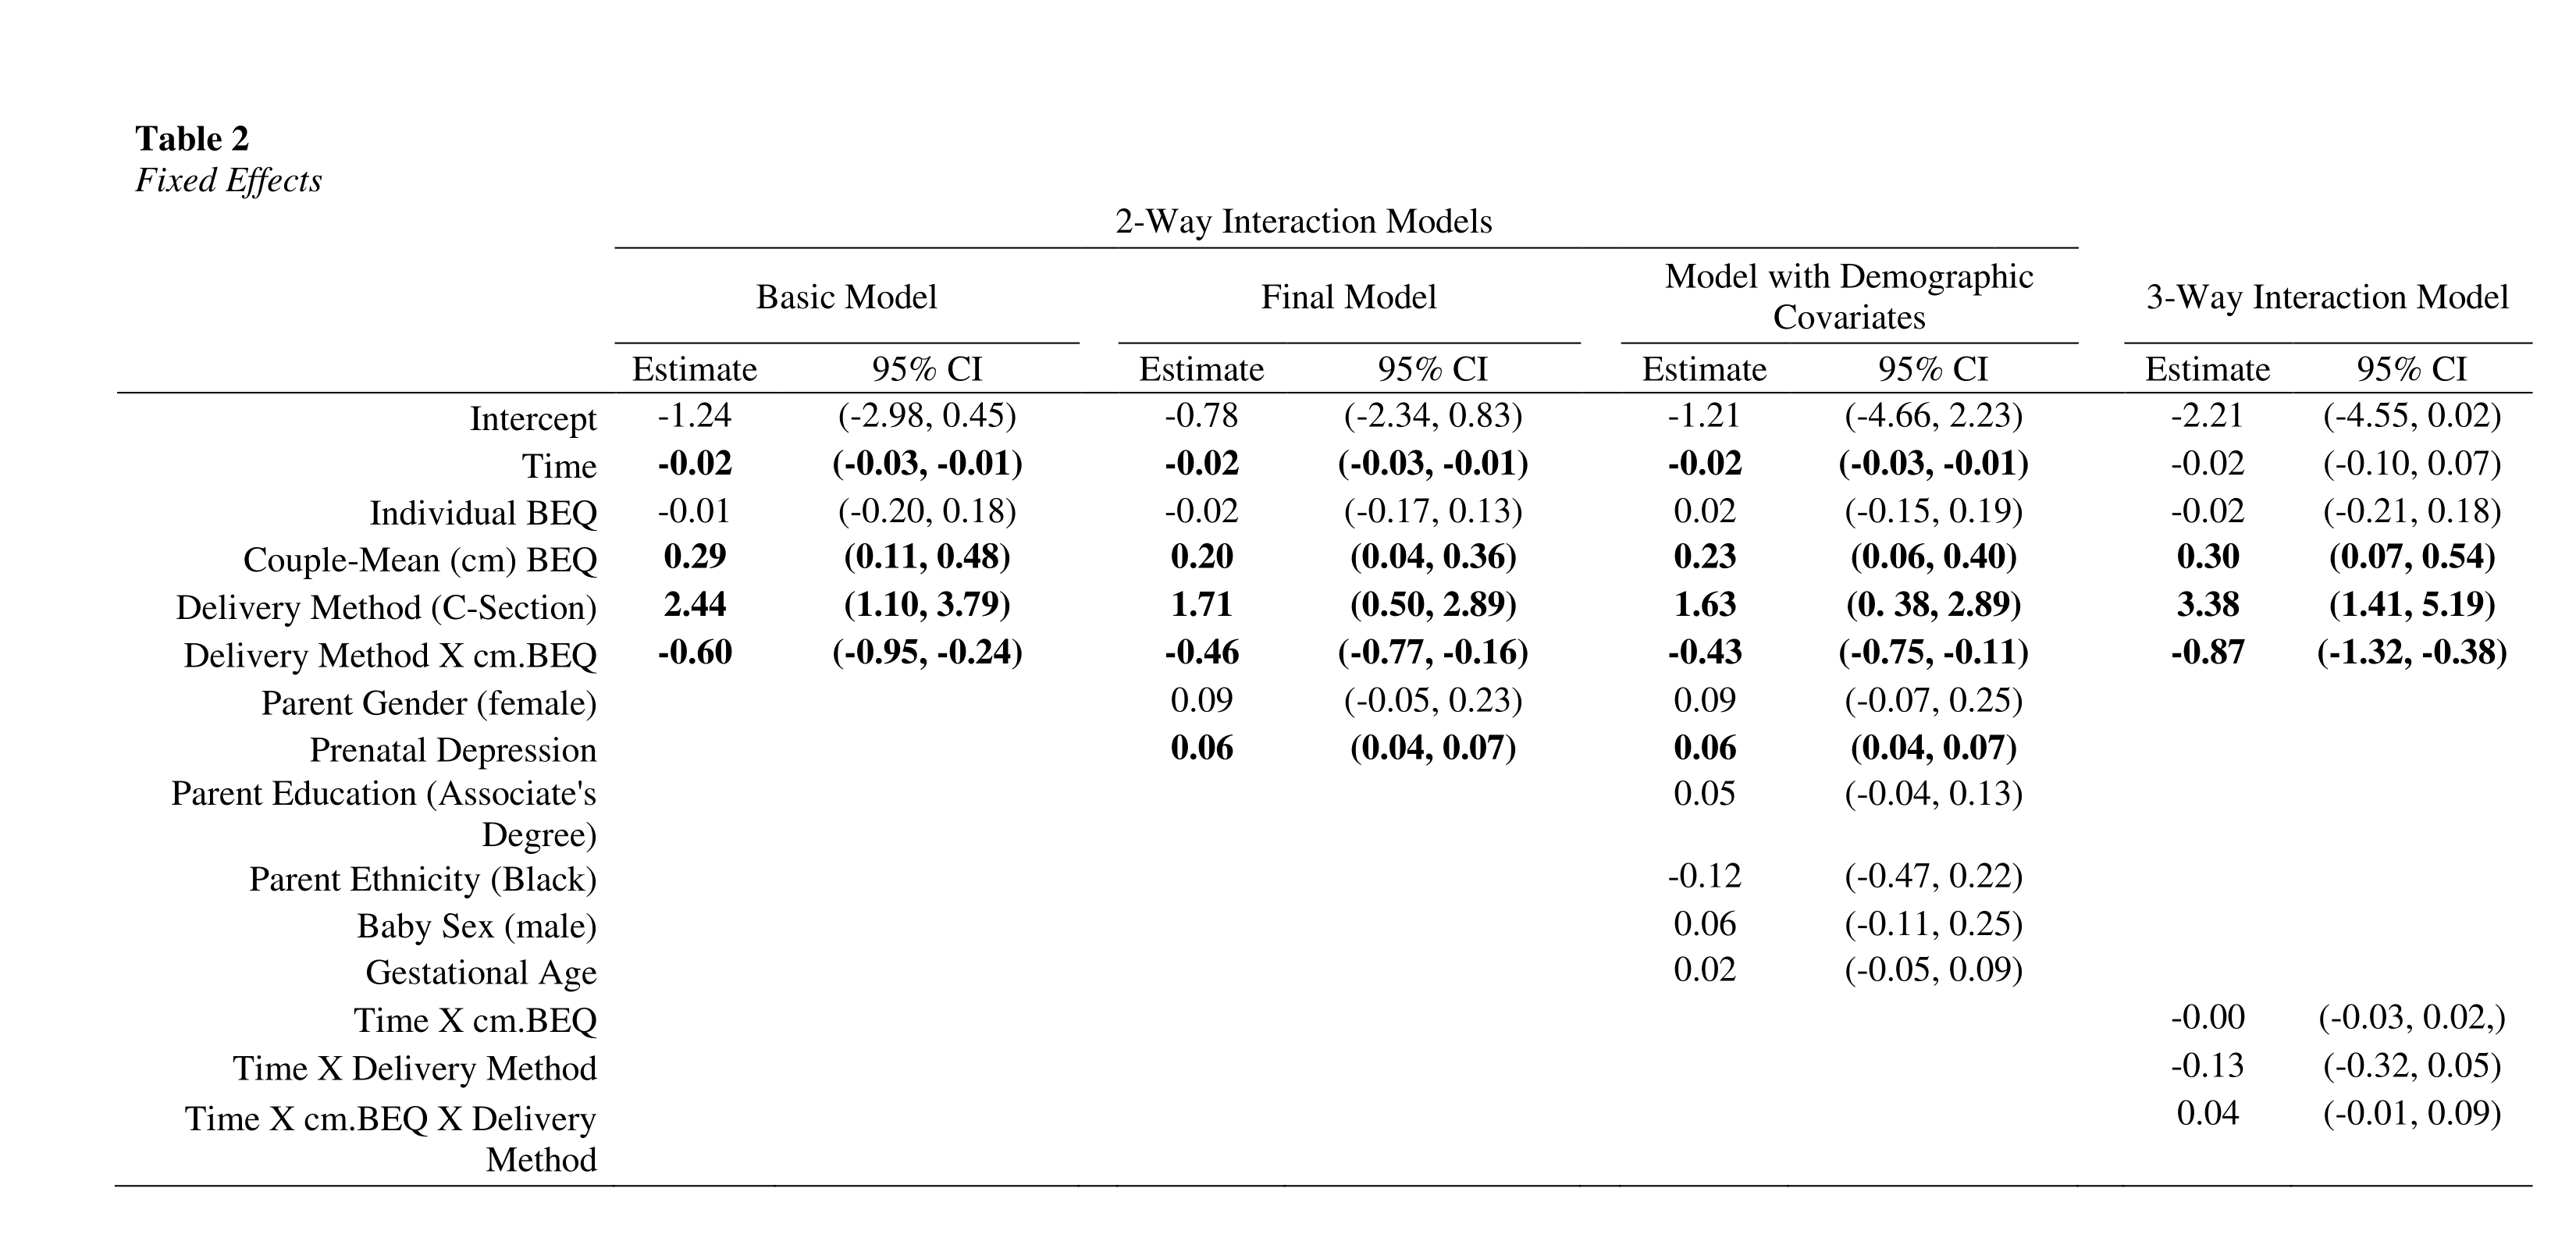 Table 2
Fixed Effects
2-Way Interaction Models
Basic Model Final Model Model with Demographic Covariates 3-Way Interaction Model
Estimate 95% CI Estimate 95% CI Estimate 95% CI Estimate 95% CI
Intercept -1.24 (-2.98, 0.45) -0.78 (-2.34, 0.83) -1.21 (-4.66, 2.23) -2.21 (-4.55, 0.02)
Time -0.02 (-0.03, -0.01) -0.02 (-0.03, -0.01) -0.02 (-0.03, -0.01) -0.02 (-0.10, 0.07)
Individual BEQ -0.01 (-0.20, 0.18) -0.02 (-0.17, 0.13) 0.02 (-0.15, 0.19) -0.02 (-0.21, 0.18)
Couple-Mean (cm) BEQ 0.29 (0.11, 0.48) 0.20 (0.04, 0.36) 0.23 (0.06, 0.40) 0.30 (0.07, 0.54)
Delivery Method (C-Section) 2.44 (1.10, 3.79) 1.71 (0.50, 2.89) 1.63 (0. 38, 2.89) 3.38 (1.41, 5.19)
Delivery Method X cm.BEQ -0.60 (-0.95, -0.24) -0.46 (-0.77, -0.16) -0.43 (-0.75, -0.11) -0.87 (-1.32, -0.38)
Parent Gender (female) 0.09 (-0.05, 0.23) 0.09 (-0.07, 0.25)
Prenatal Depression 0.06 (0.04, 0.07) 0.06 (0.04, 0.07)
Parent Education (Associate's 0.05 (-0.04, 0.13)
Degree)
Parent Ethnicity (Black) -0.12 (-0.47, 0.22)
Baby Sex (male) 0.06 (-0.11, 0.25)
Gestational Age 0.02 (-0.05, 0.09)
Time X cm.BEQ -0.00 (-0.03, 0.02,)
Time X Delivery Method -0.13 (-0.32, 0.05)
Time X cm.BEQ X Delivery 0.04 (-0.01, 0.09)
Method